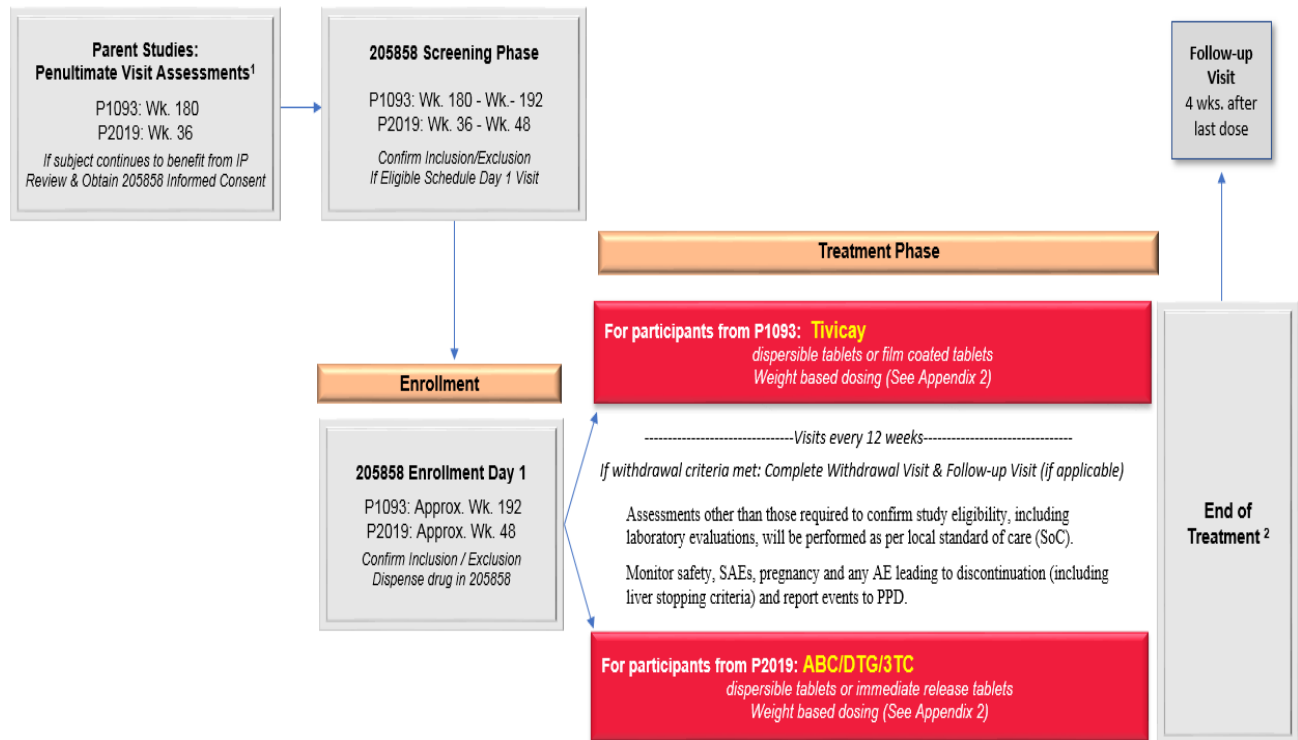 Parent Studies:
Penultimate Visit Assessments¹
P1093: Wk. 180
P2019: Wk. 36
If subject continues to benefit from IP
Review & Obtain 205858 Informed Consent
205858 Screening Phase
P1093: Wk. 180 - Wk.- 192
P2019: Wk. 36 - Wk. 48
Confirm Inclusion/Exclusion
If Eligible Schedule Day 1 Visit
Follow-up
Visit
4 wks. after
last dose
Enrollment
205858 Enrollment Day 1
P1093: Approx. Wk. 192
P2019: Approx. Wk. 48
Confirm Inclusion / Exclusion
Dispense drug in 205858
Treatment Phase
For participants from P1093: Tivicay
dispersible tablets or film coated tablets
Weight based dosing (See Appendix 2)
--------------------------------Visits every 12 weeks--------------------------------
If withdrawal criteria met: Complete Withdrawal Visit & Follow-up Visit (if applicable)
Assessments other than those required to confirm study eligibility, including
laboratory evaluations, will be performed as per local standard of care (SoC).
Monitor safety, SAEs, pregnancy and any AE leading to discontinuation (including
liver stopping criteria) and report events to PPD.
For participants from P2019: ABC/DTG/3TC
dispersible tablets or immediate release tablets
Weight based dosing (See Appendix 2)
End of
Treatment ²